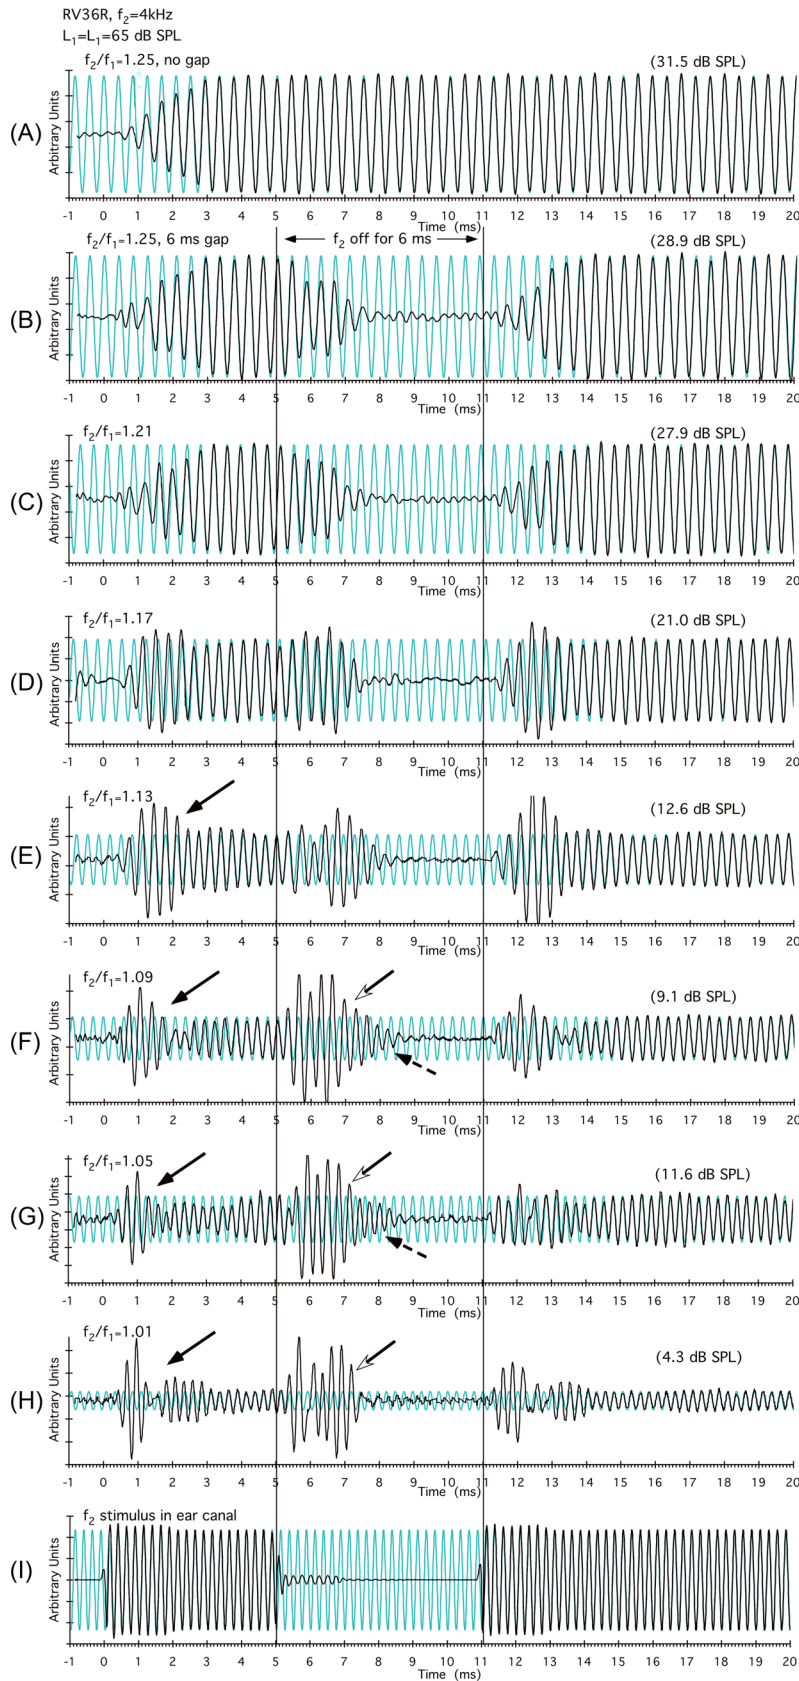 RV36R, f₂=4kHz
L₁=L₁=65 dB SPL
f₂/f₁=1.25, no gap
(31.5 dB SPL)
(A)
Arbitrary Units
-1 0 1 2 3 4 5 6 7 8 9 10 11 12 13 14 15 16 17 18 19 20
Time (ms)
f₂/f₁=1.25, 6 ms gap
f₂ off for 6 ms
(28.9 dB SPL)
(B)
Arbitrary Units
-1 0 1 2 3 4 5 6 7 8 9 10 11 12 13 14 15 16 17 18 19 20
Time (ms)
f₂/f₁=1.21
(27.9 dB SPL)
(C)
Arbitrary Units
-1 0 1 2 3 4 5 6 7 8 9 10 11 12 13 14 15 16 17 18 19 20
Time (ms)
f₂/f₁=1.17
(21.0 dB SPL)
(D)
Arbitrary Units
-1 0 1 2 3 4 5 6 7 8 9 10 11 12 13 14 15 16 17 18 19 20
Time (ms)
f₂/f₁=1.13
(12.6 dB SPL)
(E)
Arbitrary Units
-1 0 1 2 3 4 5 6 7 8 9 10 11 12 13 14 15 16 17 18 19 20
Time (ms)
f₂/f₁=1.09
(9.1 dB SPL)
(F)
Arbitrary Units
-1 0 1 2 3 4 5 6 7 8 9 10 11 12 13 14 15 16 17 18 19 20
Time (ms)
f₂/f₁=1.05
(11.6 dB SPL)
(G)
Arbitrary Units
-1 0 1 2 3 4 5 6 7 8 9 10 11 12 13 14 15 16 17 18 19 20
Time (ms)
f₂/f₁=1.01
(4.3 dB SPL)
(H)
Arbitrary Units
-1 0 1 2 3 4 5 6 7 8 9 10 11 12 13 14 15 16 17 18 19 20
Time (ms)
f₂ stimulus in ear canal
(I)
Arbitrary Units
-1 0 1 2 3 4 5 6 7 8 9 10 11 12 13 14 15 16 17 18 19 20
Time (ms)